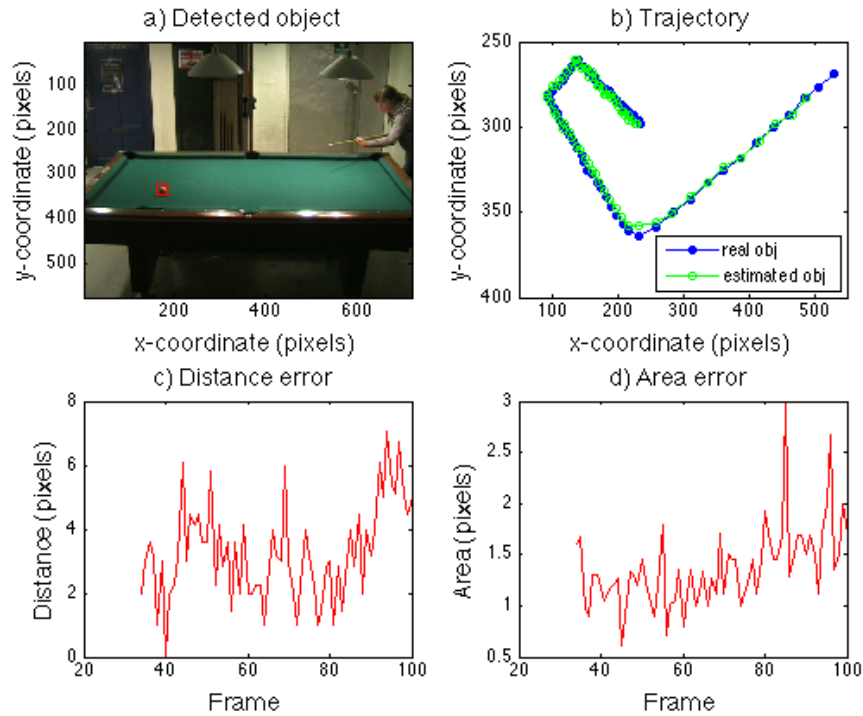 a) Detected object
y-coordinate (pixels)
100
200
300
400
500
200
400
600
x-coordinate (pixels)
b) Trajectory
y-coordinate (pixels)
250
300
350
400
100
200
300
400
500
real obj
estimated obj
x-coordinate (pixels)
c) Distance error
Distance (pixels)
8
6
4
2
0
20
40
60
80
100
Frame
d) Area error
Area (pixels)
3
2.5
2
1.5
1
0.5
20
40
60
80
100
Frame